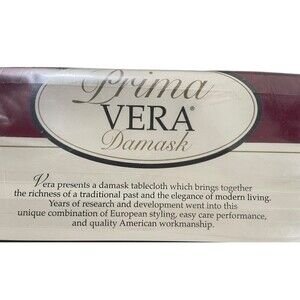 Prima
VERA®
Damask
Vera presents a damask tablecloth which brings together
the richness of a traditional past and the elegance of modern living.
Years of research and development went into this
unique combination of European styling, easy care performance,
and quality American workmanship.